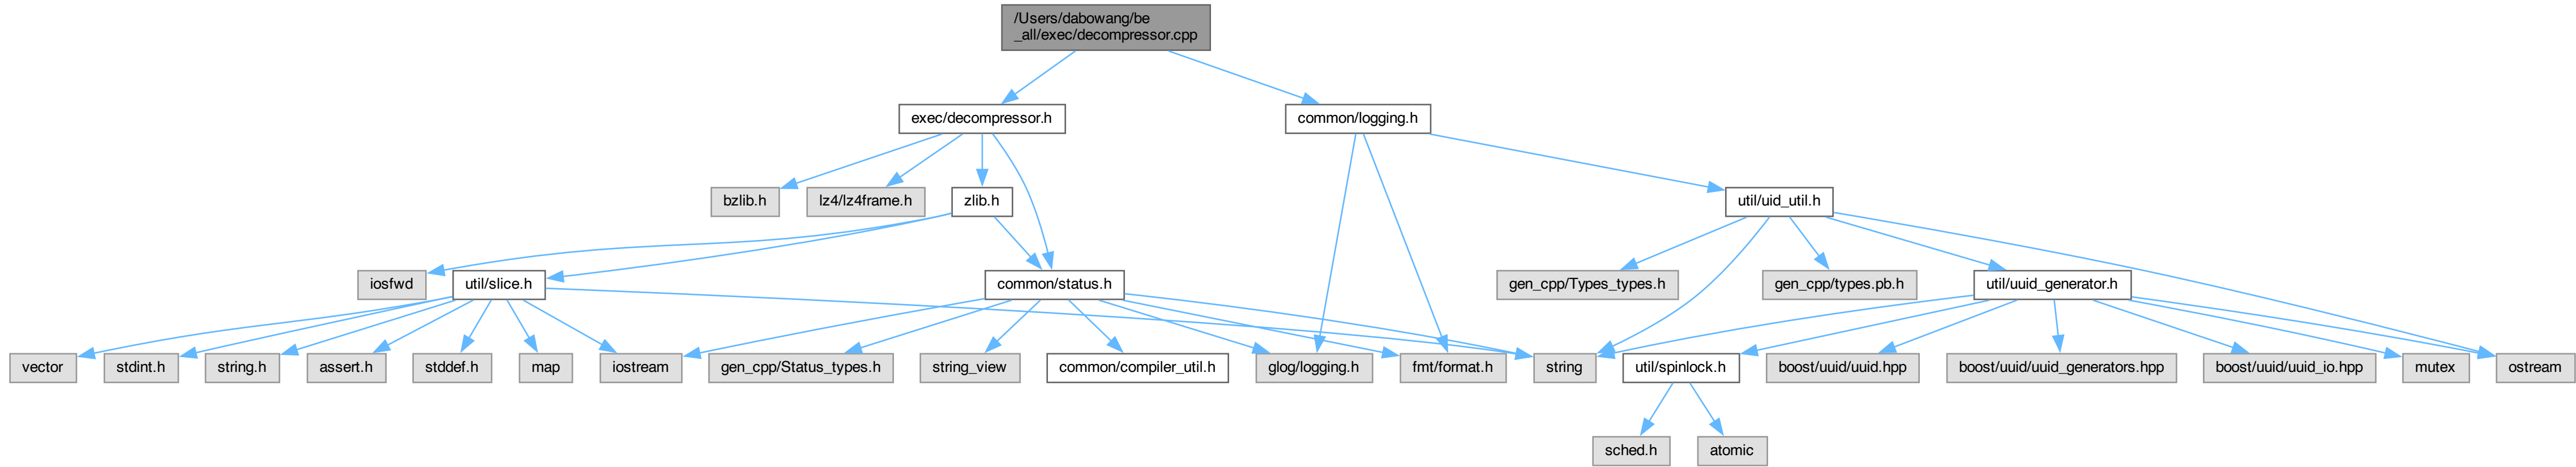 /Users/dabowang/be
_all/exec/decompressor.cpp
exec/decompressor.h
common/logging.h
bzlib.h
lz4/lz4frame.h
zlib.h
util/uid_util.h
iosfwd
util/slice.h
common/status.h
gen_cpp/Types_types.h
gen_cpp/types.pb.h
util/uuid_generator.h
vector
stdint.h
string.h
assert.h
stddef.h
map
iostream
gen_cpp/Status_types.h
string_view
common/compiler_util.h
glog/logging.h
fmt/format.h
string
util/spinlock.h
boost/uuid/uuid.hpp
boost/uuid/uuid_generators.hpp
boost/uuid/uuid_io.hpp
mutex
ostream
sched.h
atomic